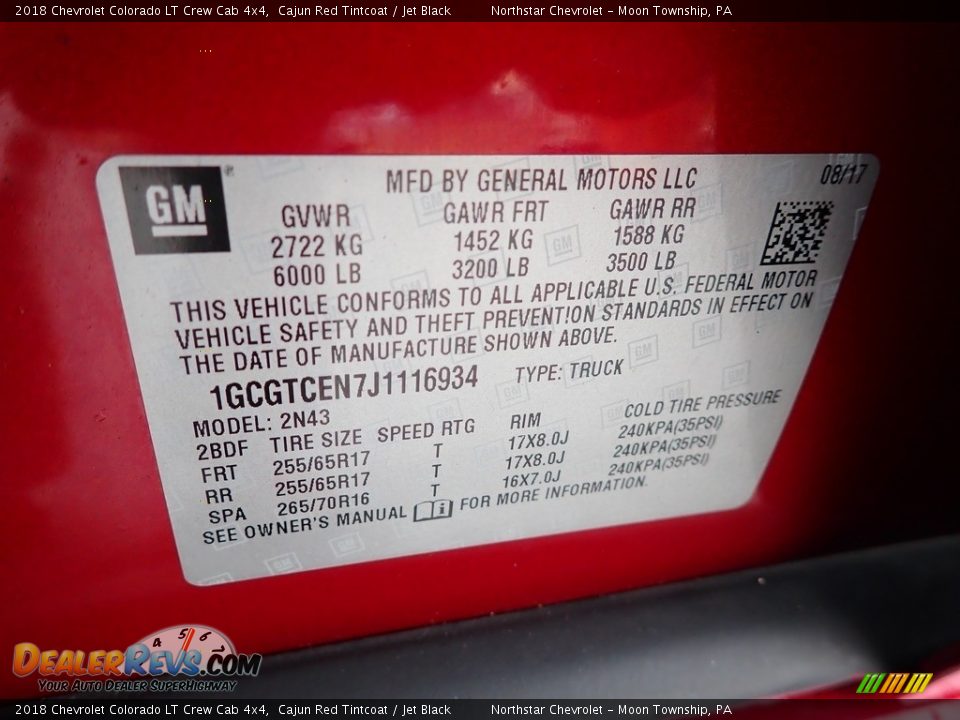 2018 Chevrolet Colorado LT Crew Cab 4x4, Cajun Red Tintcoat / Jet Black Northstar Chevrolet - Moon Township, PA
GM
MFD BY GENERAL MOTORS LLC 08/17
GVWR GAWR FRT GAWR RR
2722 KG 1452 KG 1588 KG
6000 LB 3200 LB 3500 LB
THIS VEHICLE CONFORMS TO ALL APPLICABLE U.S. FEDERAL MOTOR
VEHICLE SAFETY AND THEFT PREVENTION STANDARDS IN EFFECT ON
THE DATE OF MANUFACTURE SHOWN ABOVE.
1GCGTCEN7J1116934 TYPE: TRUCK
MODEL: 2N43
2BDF TIRE SIZE SPEED RTG RIM COLD TIRE PRESSURE
FRT 255/65R17 T 17X8.0J 240KPA(35PSI)
RR 255/65R17 T 17X8.0J 240KPA(35PSI)
SPA 265/70R16 T 16X7.0J 240KPA(35PSI)
SEE OWNER'S MANUAL i FOR MORE INFORMATION.
4 5 6
DEALERREVS.COM
YOUR AUTO DEALER SUPERHIGHWAY
2018 Chevrolet Colorado LT Crew Cab 4x4, Cajun Red Tintcoat / Jet Black Northstar Chevrolet - Moon Township, PA